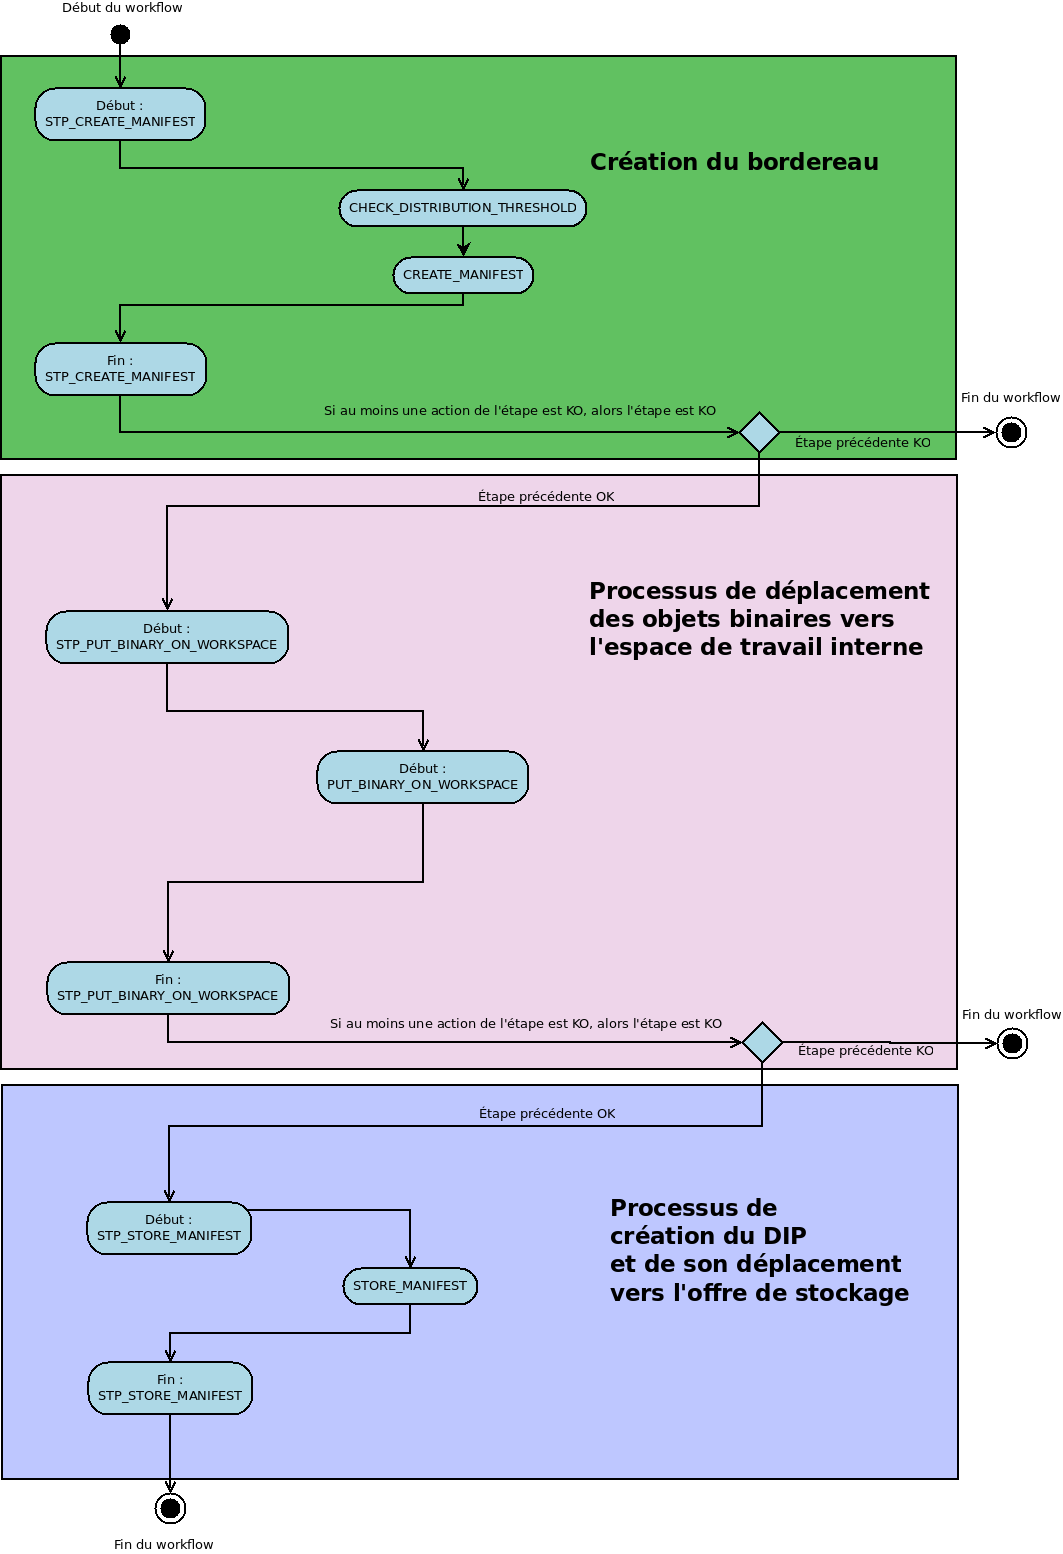 Début du workflow
Début :
STP_CREATE_MANIFEST
Création du bordereau
CHECK_DISTRIBUTION_THRESHOLD
CREATE_MANIFEST
Fin :
STP_CREATE_MANIFEST
Si au moins une action de l'étape est KO, alors l'étape est KO
Fin du workflow
Étape précédente KO
Étape précédente OK
Processus de déplacement
des objets binaires vers
l'espace de travail interne
Début :
STP_PUT_BINARY_ON_WORKSPACE
Début :
PUT_BINARY_ON_WORKSPACE
Fin :
STP_PUT_BINARY_ON_WORKSPACE
Si au moins une action de l'étape est KO, alors l'étape est KO
Fin du workflow
Étape précédente KO
Étape précédente OK
Processus de
création du DIP
et de son déplacement
vers l'offre de stockage
Début :
STP_STORE_MANIFEST
STORE_MANIFEST
Fin :
STP_STORE_MANIFEST
Fin du workflow